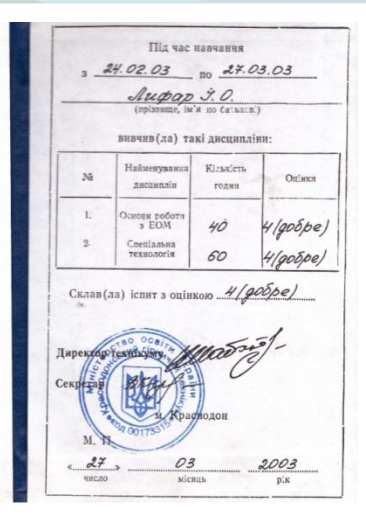 Під час навчання
з 24.02.03 по 27.03.03
Лифар І. О.
(прізвище, ім'я по батькові)
вивчив(ла) такі дисципліни:
№ Найменування дисциплін Кількість годин Оцінки
1. Основи роботи з ЕОМ 40 4 (добре)
2. Спеціальна технологія 60 4 (добре)
Склав(ла) іспит з оцінкою 4 (добре)
Директор технікуму
Секретар
м. Краснодон
М. П.
« 27 » 03 2003
число місяць рік